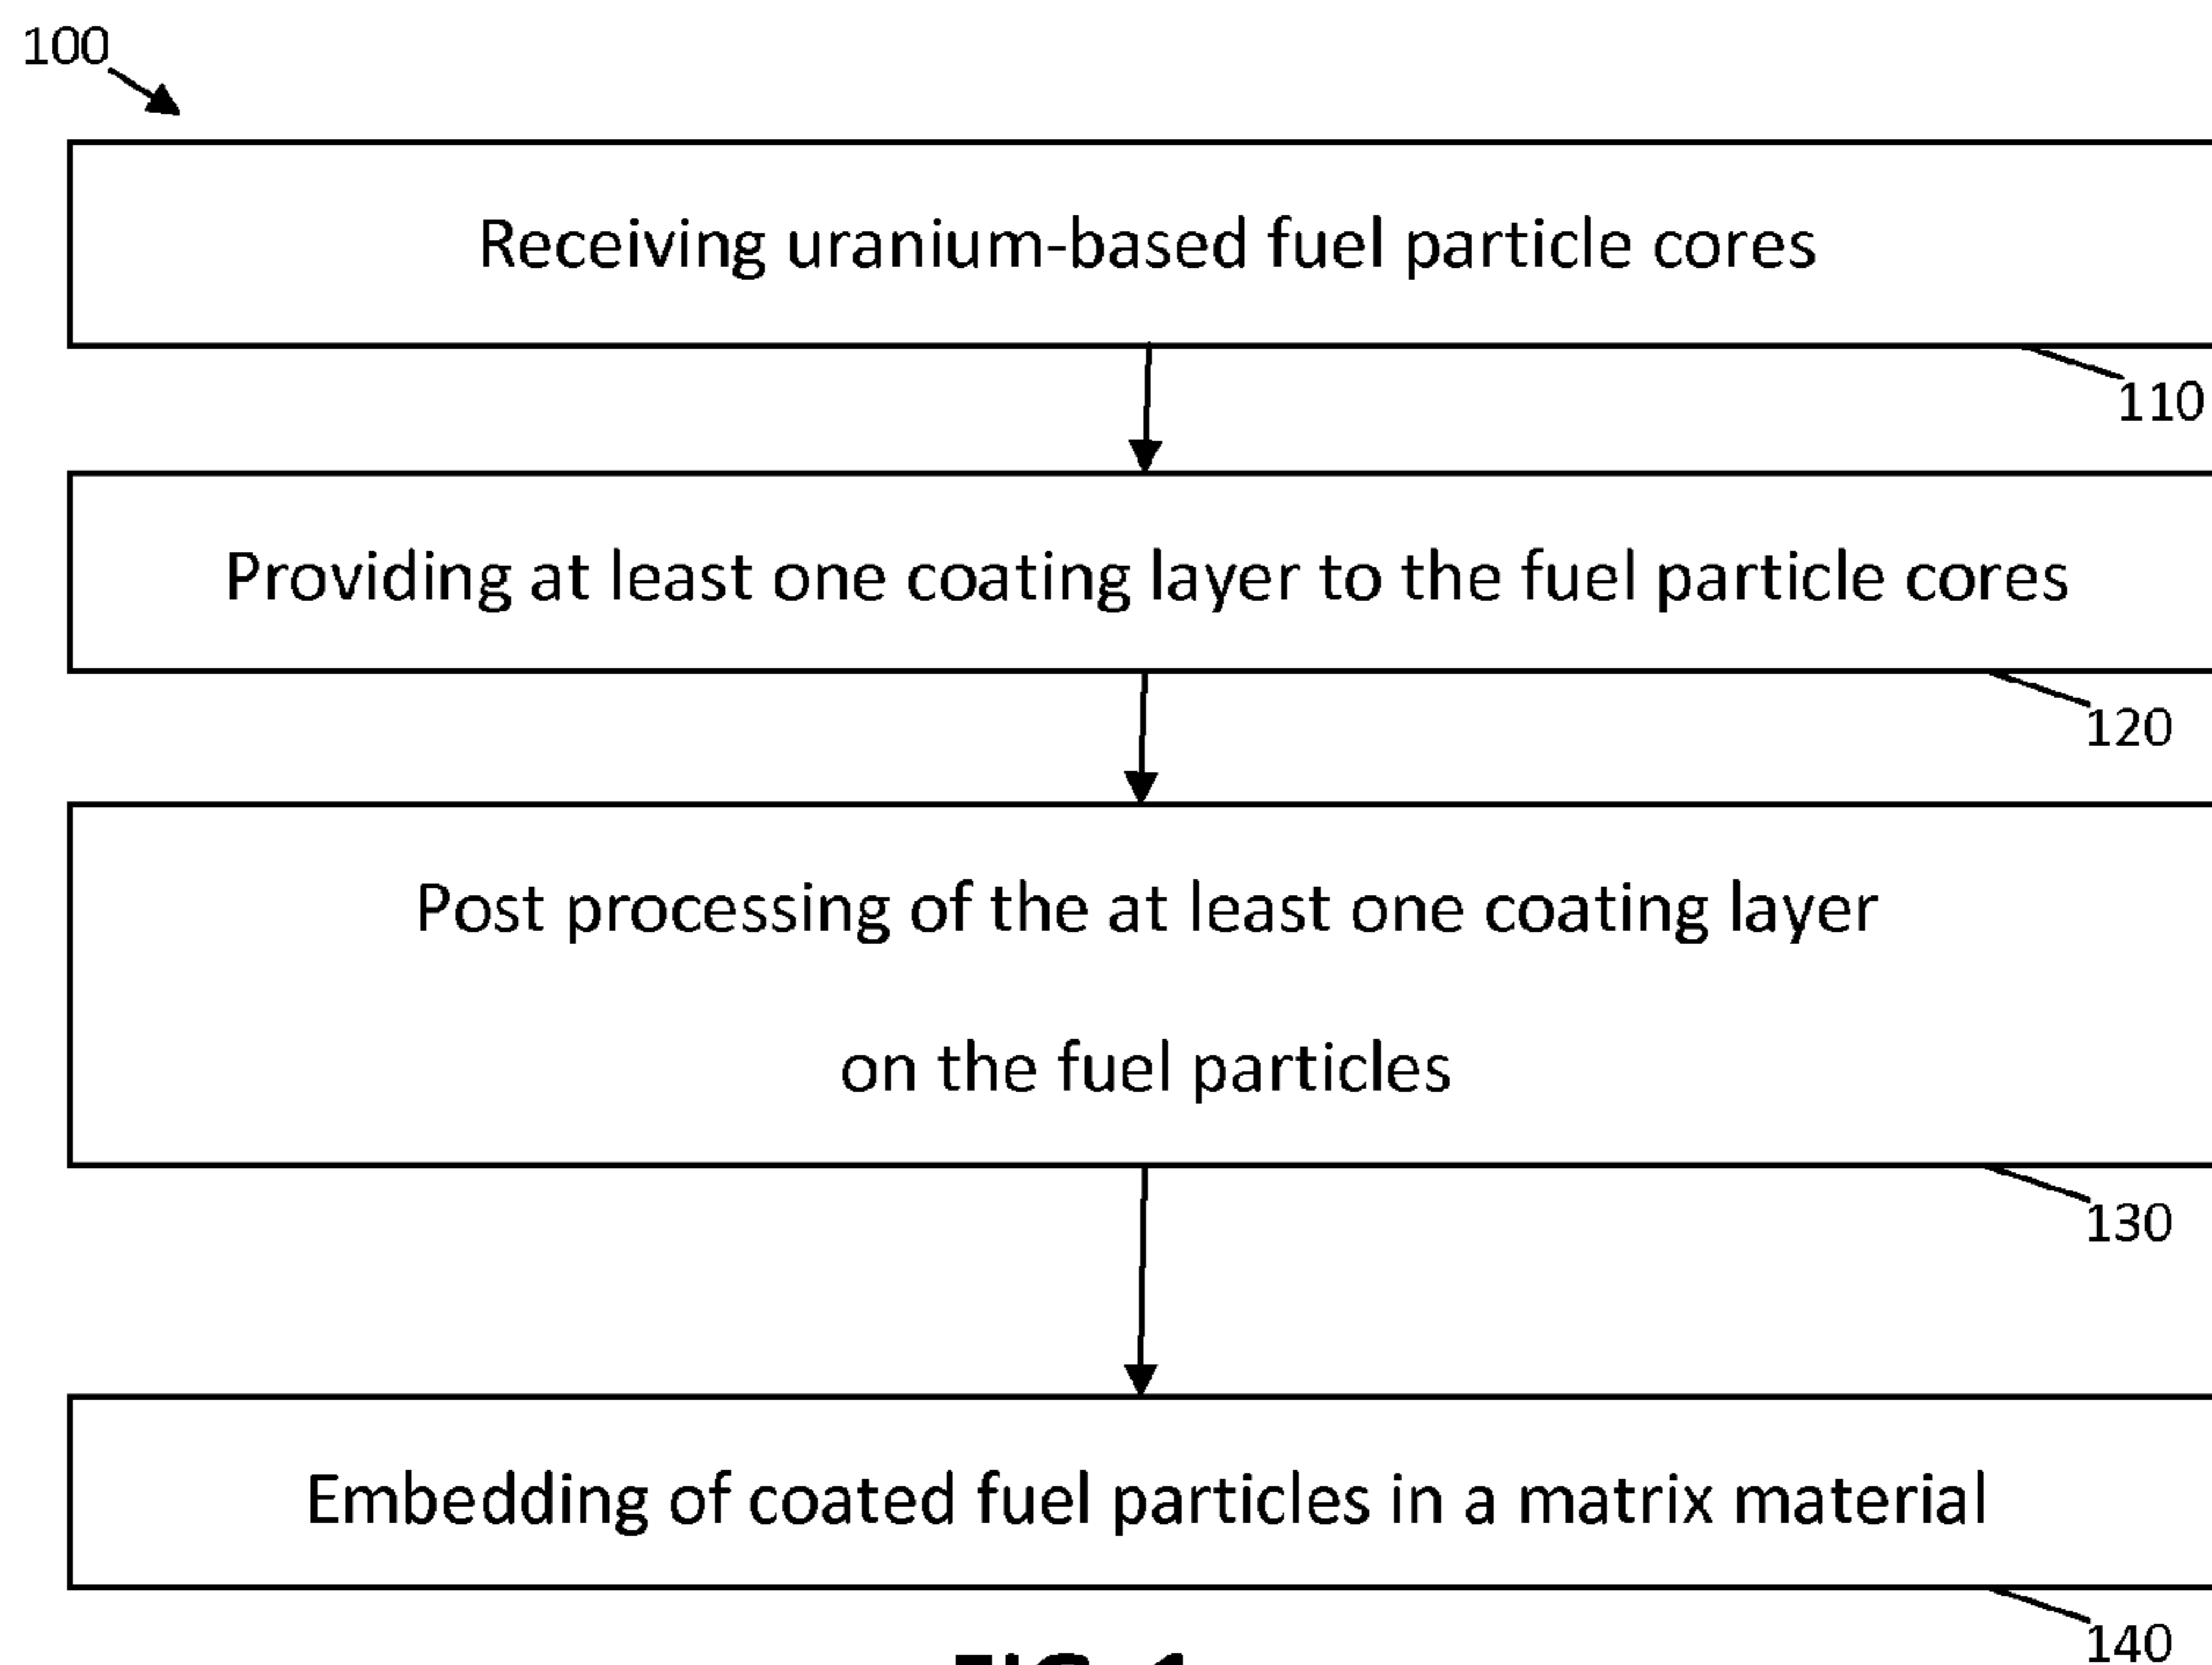 100
Receiving uranium-based fuel particle cores
110
Providing at least one coating layer to the fuel particle cores
120
Post processing of the at least one coating layer
on the fuel particles
130
Embedding of coated fuel particles in a matrix material
140